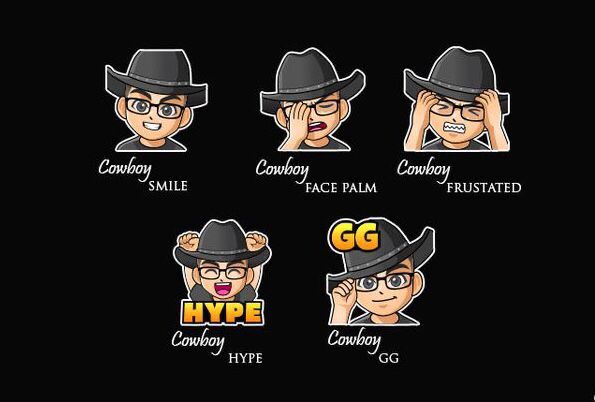 Cowboy
SMILE
Cowboy
FACE PALM
Cowboy
FRUSTATED
HYPE
Cowboy
HYPE
GG
Cowboy
GG